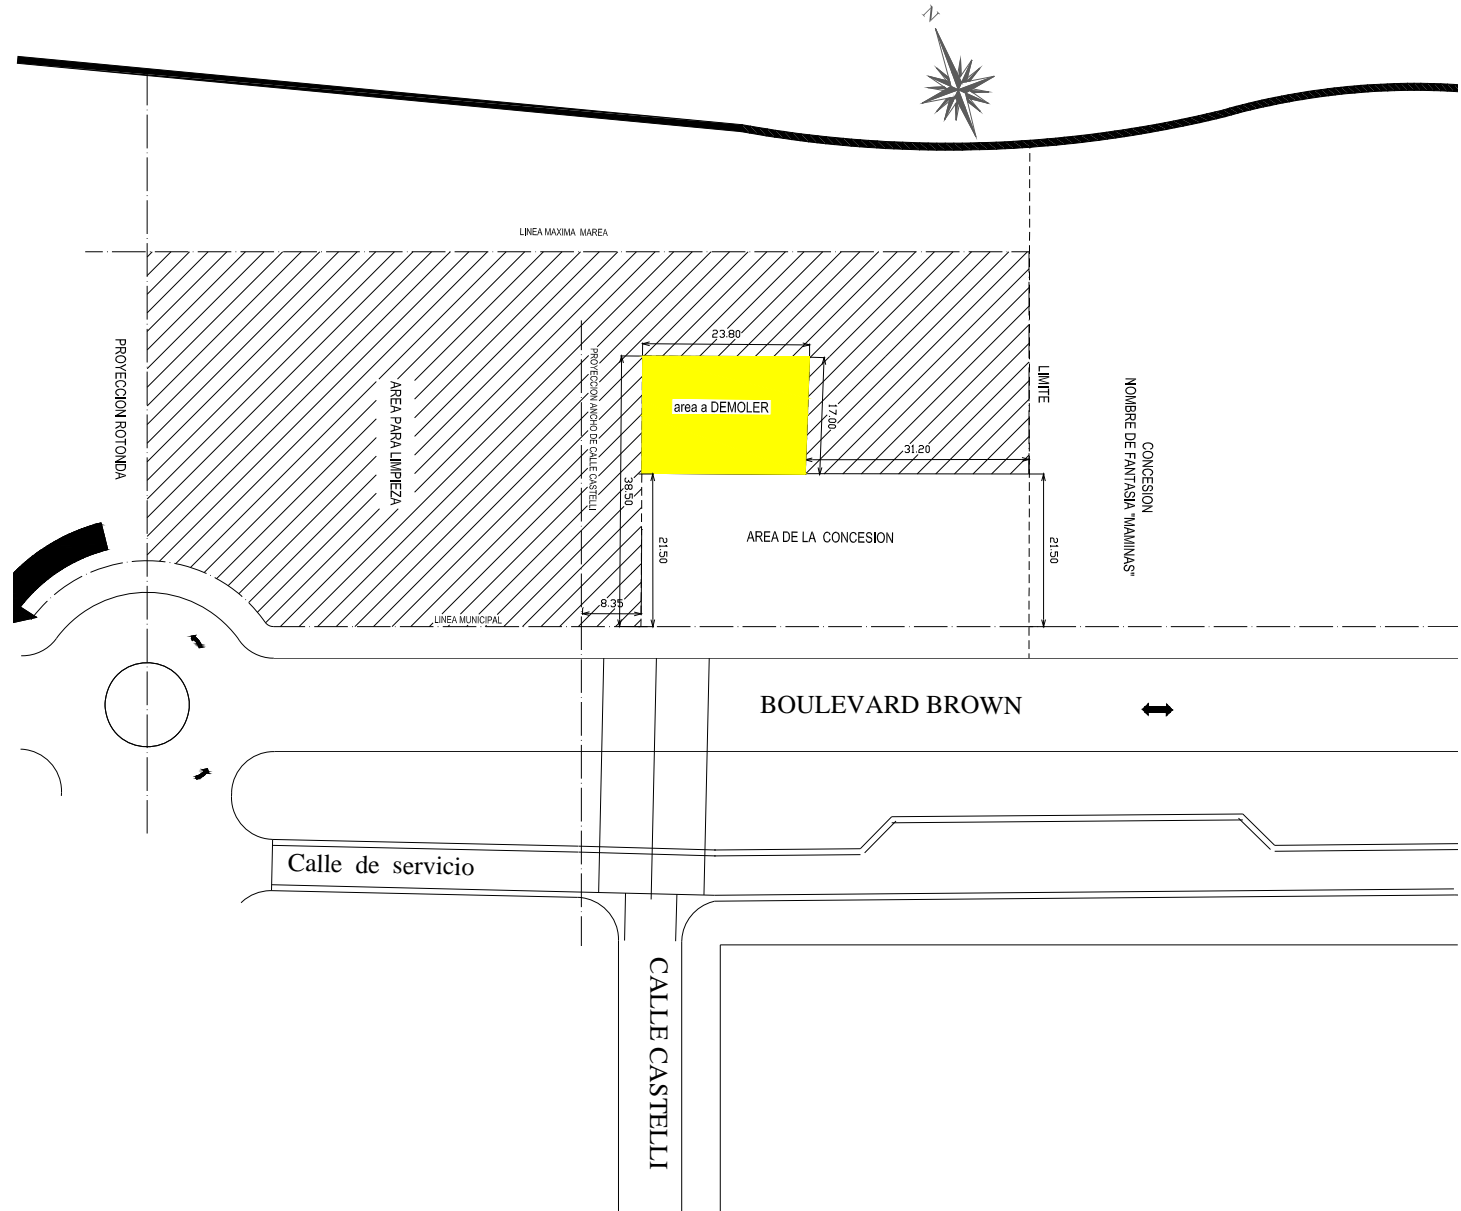 N
LINEA MAXIMA MAREA
23.80
PROYECCION ROTONDA
AREA PARA LIMPIEZA
PROYECCION ANCHO DE CALLE CASTELLI
area a DEMOLER
17.00
31.20
LIMITE
CONCESION
NOMBRE DE FANTASIA "MAMINAS"
38.50
21.50
AREA DE LA CONCESION
21.50
8.35
LINEA MUNICIPAL
BOULEVARD BROWN
Calle de servicio
CALLE CASTELLI